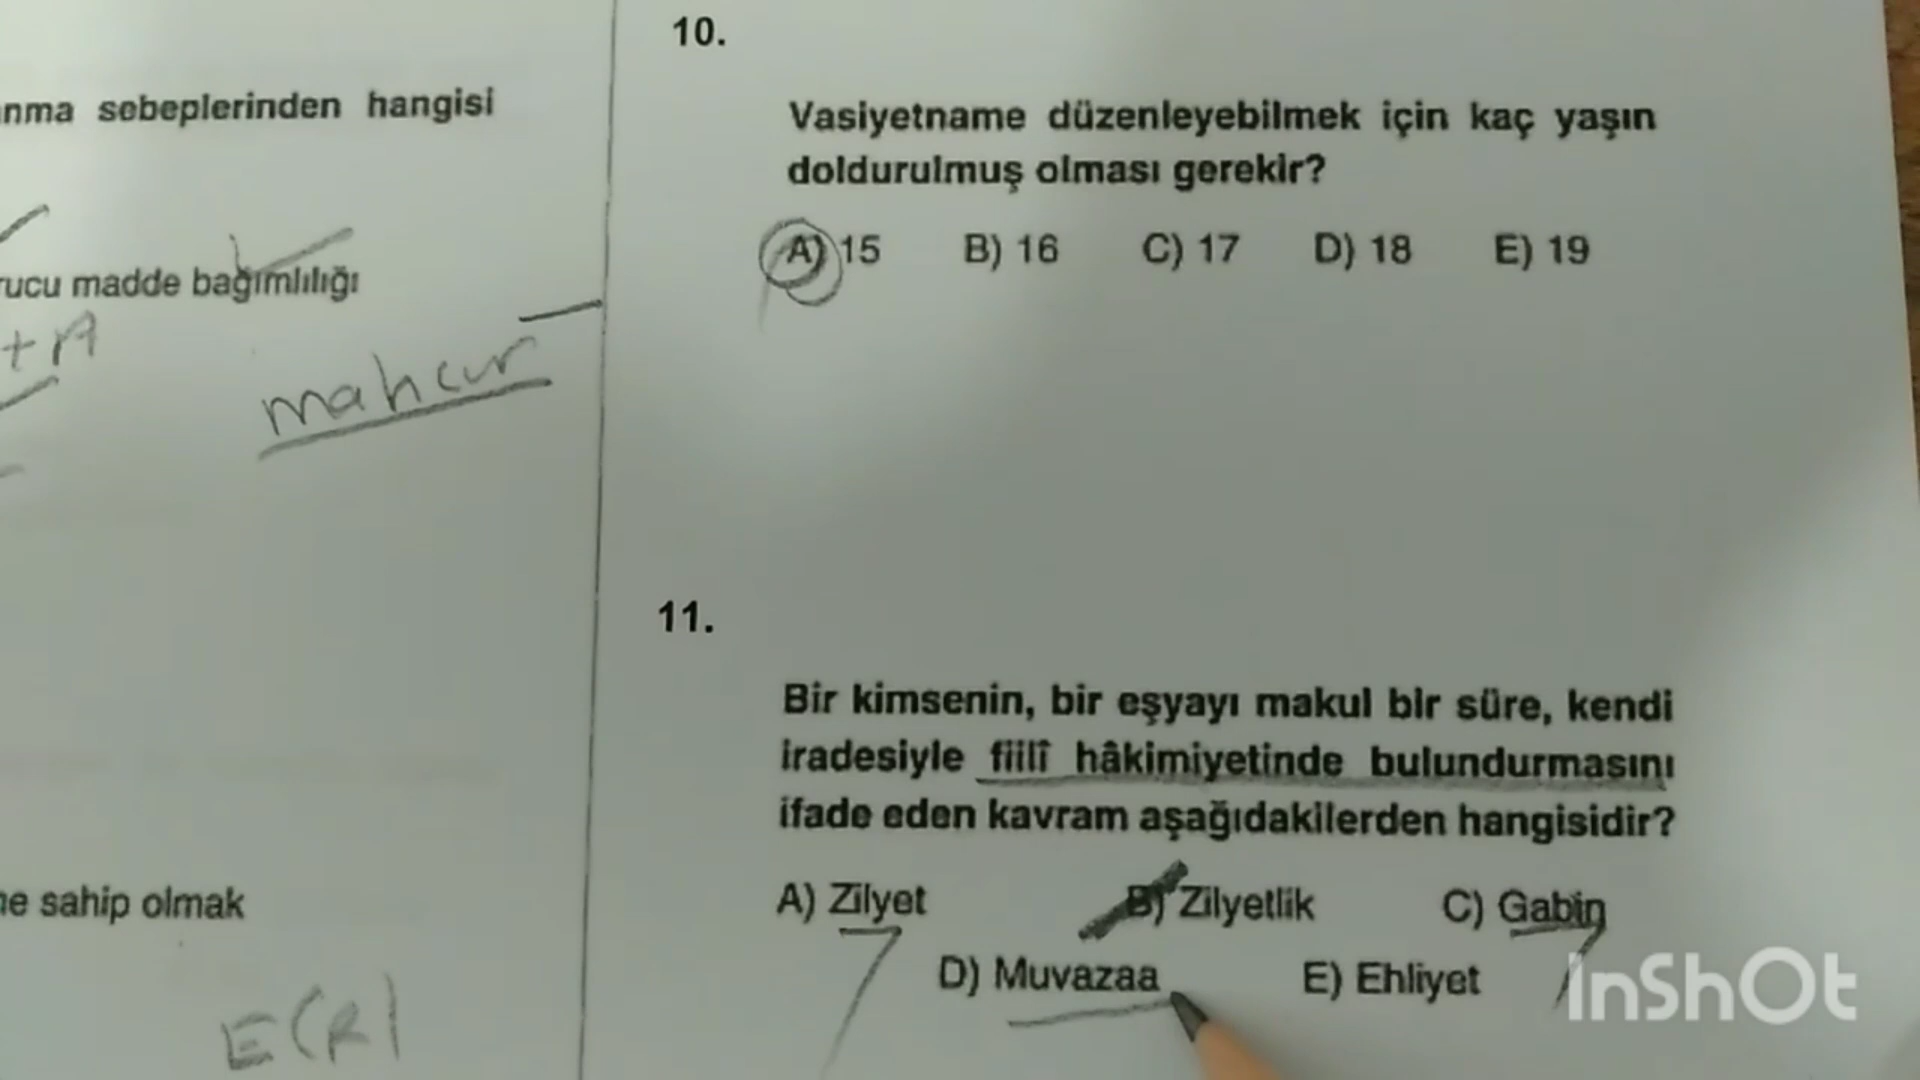 nma sebeplerinden hangisi
rucu madde bağımlılığı
+A
mahcur
ne sahip olmak
E(R)
10.
Vasiyetname düzenleyebilmek için kaç yaşın
doldurulmuş olması gerekir?
A) 15 B) 16 C) 17 D) 18 E) 19
11.
Bir kimsenin, bir eşyayı makul bir süre, kendi
iradesiyle fiilî hâkimiyetinde bulundurmasını
ifade eden kavram aşağıdakilerden hangisidir?
A) Zilyet B) Zilyetlik C) Gabin
D) Muvazaa E) Ehliyet
InShOt